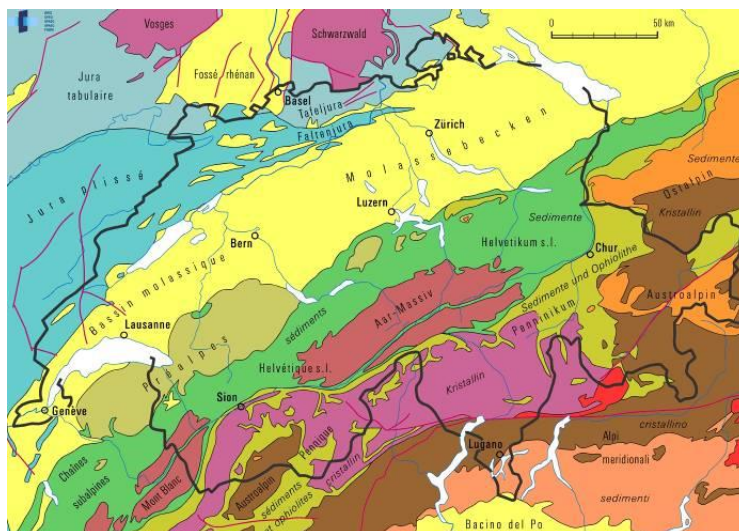 Vosges
Schwarzwald
0
50 km
Jura
tabulaire
Fossé rhénan
Basel
Tafeljura
Faltenjura
Zürich
Molassebecken
Jura plissé
Luzern
Bern
Bassin molassique
Lausanne
Préalpes
Genève
Chaînes
subalpines
Mont Blanc
Sion
Helvétique s.l.
sédiments
Aar-Massiv
Sedimente
Helvetikum s.l.
Chur
Sedimente und Ophiolithe
Penninikum
Kristallin
Sedimente
Ostalpin
Kristallin
Austroalpin
Austroalpin
Pennique
sédiments
et ophiolites
cristallin
Lugano
cristallino
Alpi
meridionali
sedimenti
Bacino del Po